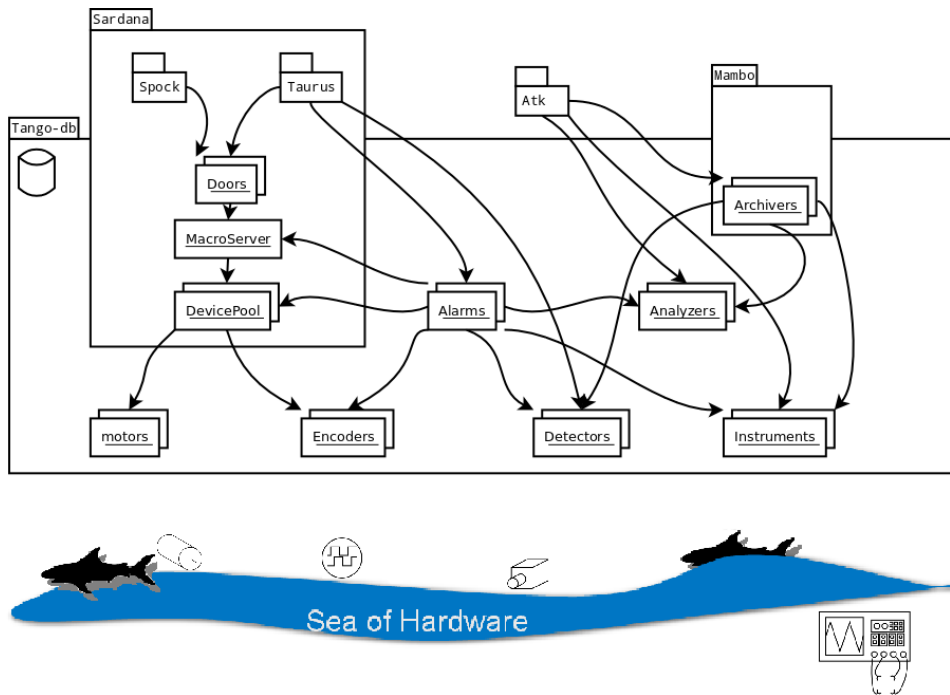 Sardana
Spock
Taurus
Atk
Mambo
Tango-db
Doors
Archivers
MacroServer
DevicePool
Alarms
Analyzers
motors
Encoders
Detectors
Instruments
Sea of Hardware